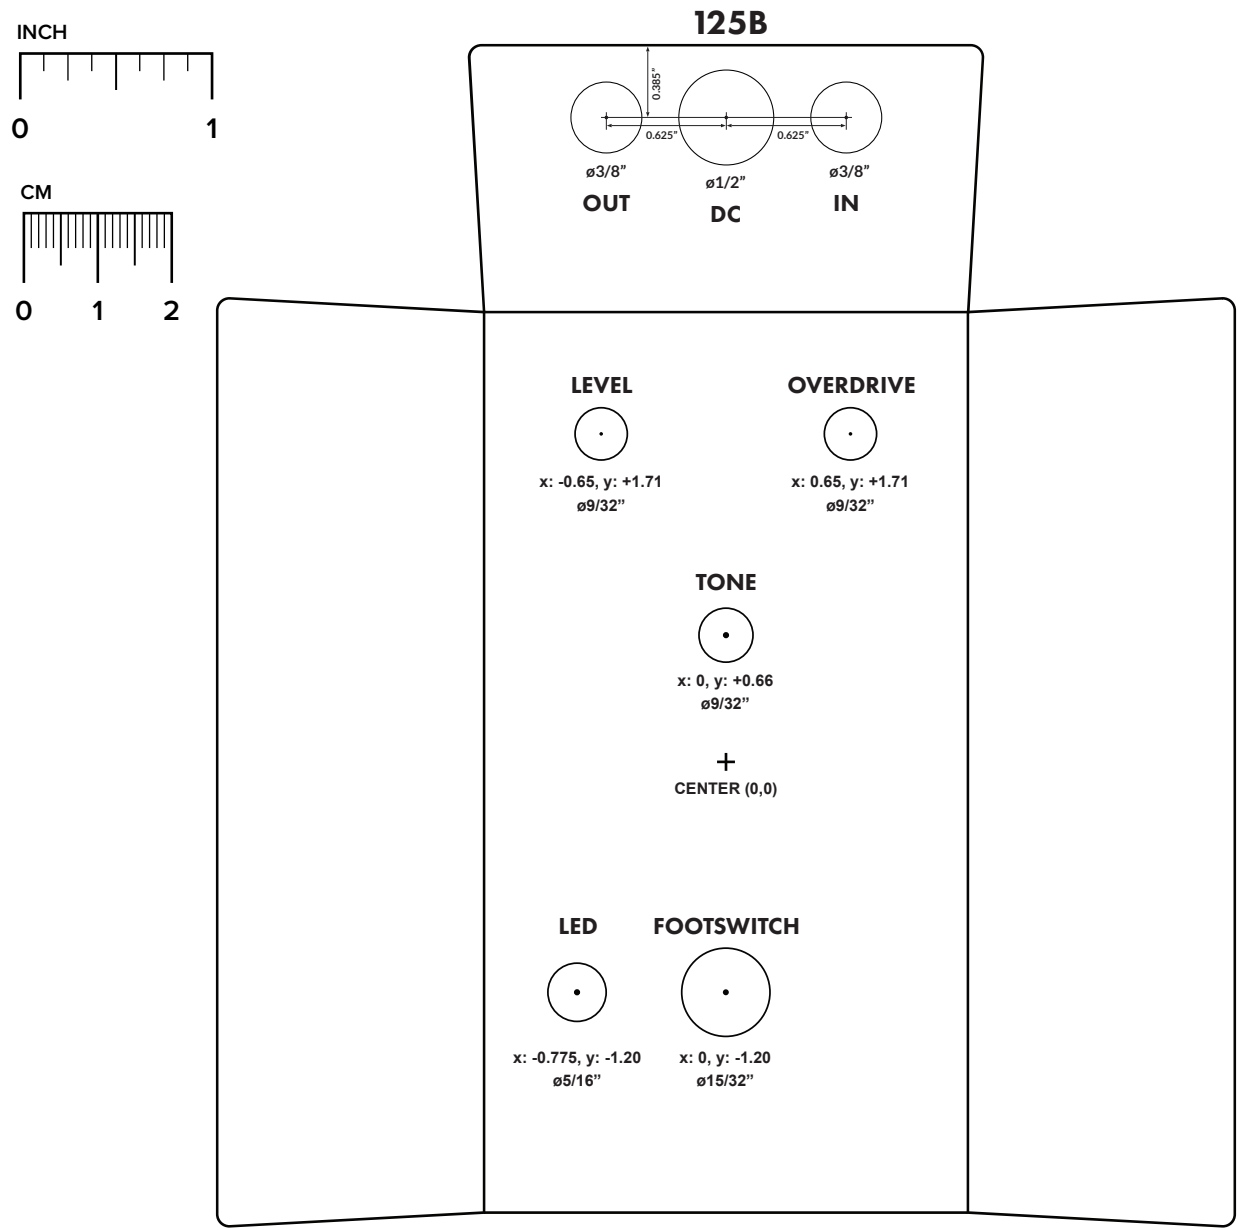 125B
INCH
0 1
CM
0 1 2
0.385”
0.625” 0.625”
ø3/8” ø1/2” ø3/8”
OUT DC IN
LEVEL OVERDRIVE
x: -0.65, y: +1.71 x: 0.65, y: +1.71
ø9/32” ø9/32”
TONE
x: 0, y: +0.66
ø9/32”
CENTER (0,0)
LED FOOTSWITCH
x: -0.775, y: -1.20 x: 0, y: -1.20
ø5/16” ø15/32”